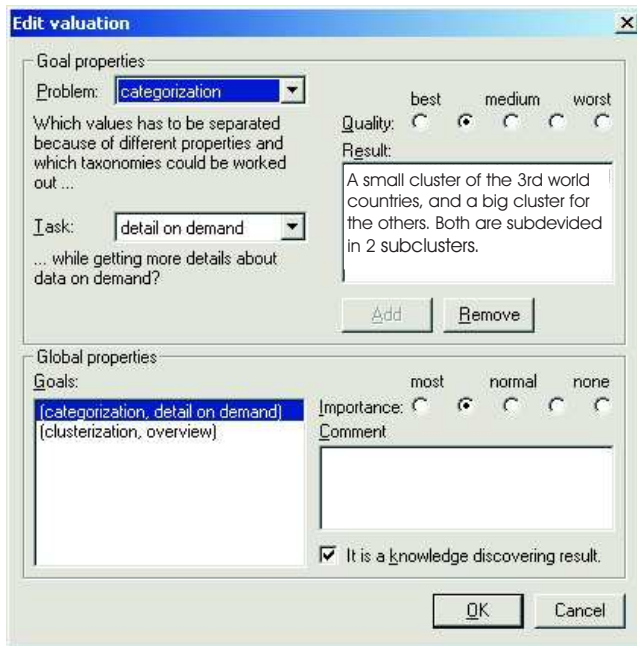 Edit valuation
Goal properties
Problem: categorization
Which values has to be separated
because of different properties and
which taxonomies could be worked
out ...
Task: detail on demand
... while getting more details about
data on demand?
best medium worst
Quality:
Result:
A small cluster of the 3rd world
countries, and a big cluster for
the others. Both are subdevided
in 2 subclusters.
Add Remove
Global properties
Goals:
(categorization, detail on demand)
(clusterization, overview)
most normal none
Importance:
Comment
It is a knowledge discovering result.
OK Cancel